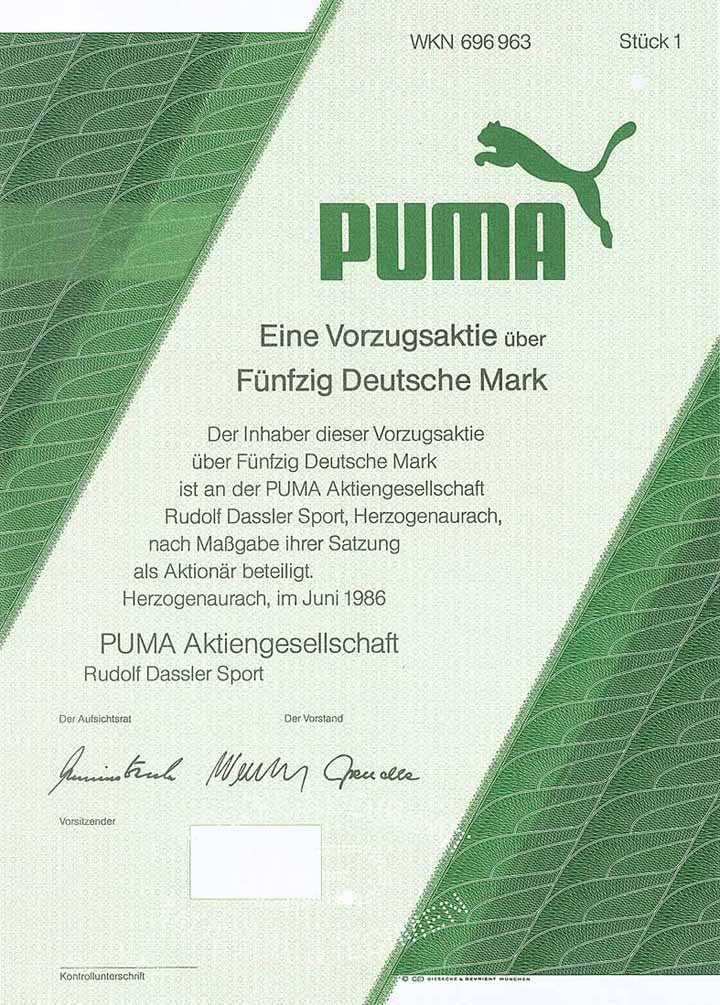 WKN 696 963 Stück 1
PUMA
Eine Vorzugsaktie über
Fünfzig Deutsche Mark
Der Inhaber dieser Vorzugsaktie
über Fünfzig Deutsche Mark
ist an der PUMA Aktiengesellschaft
Rudolf Dassler Sport, Herzogenaurach,
nach Maßgabe ihrer Satzung
als Aktionär beteiligt.
Herzogenaurach, im Juni 1986
PUMA Aktiengesellschaft
Rudolf Dassler Sport
Der Aufsichtsrat Der Vorstand
Vorsitzender
Kontrollunterschrift
© GD GIESECKE & DEVRIENT MÜNCHEN